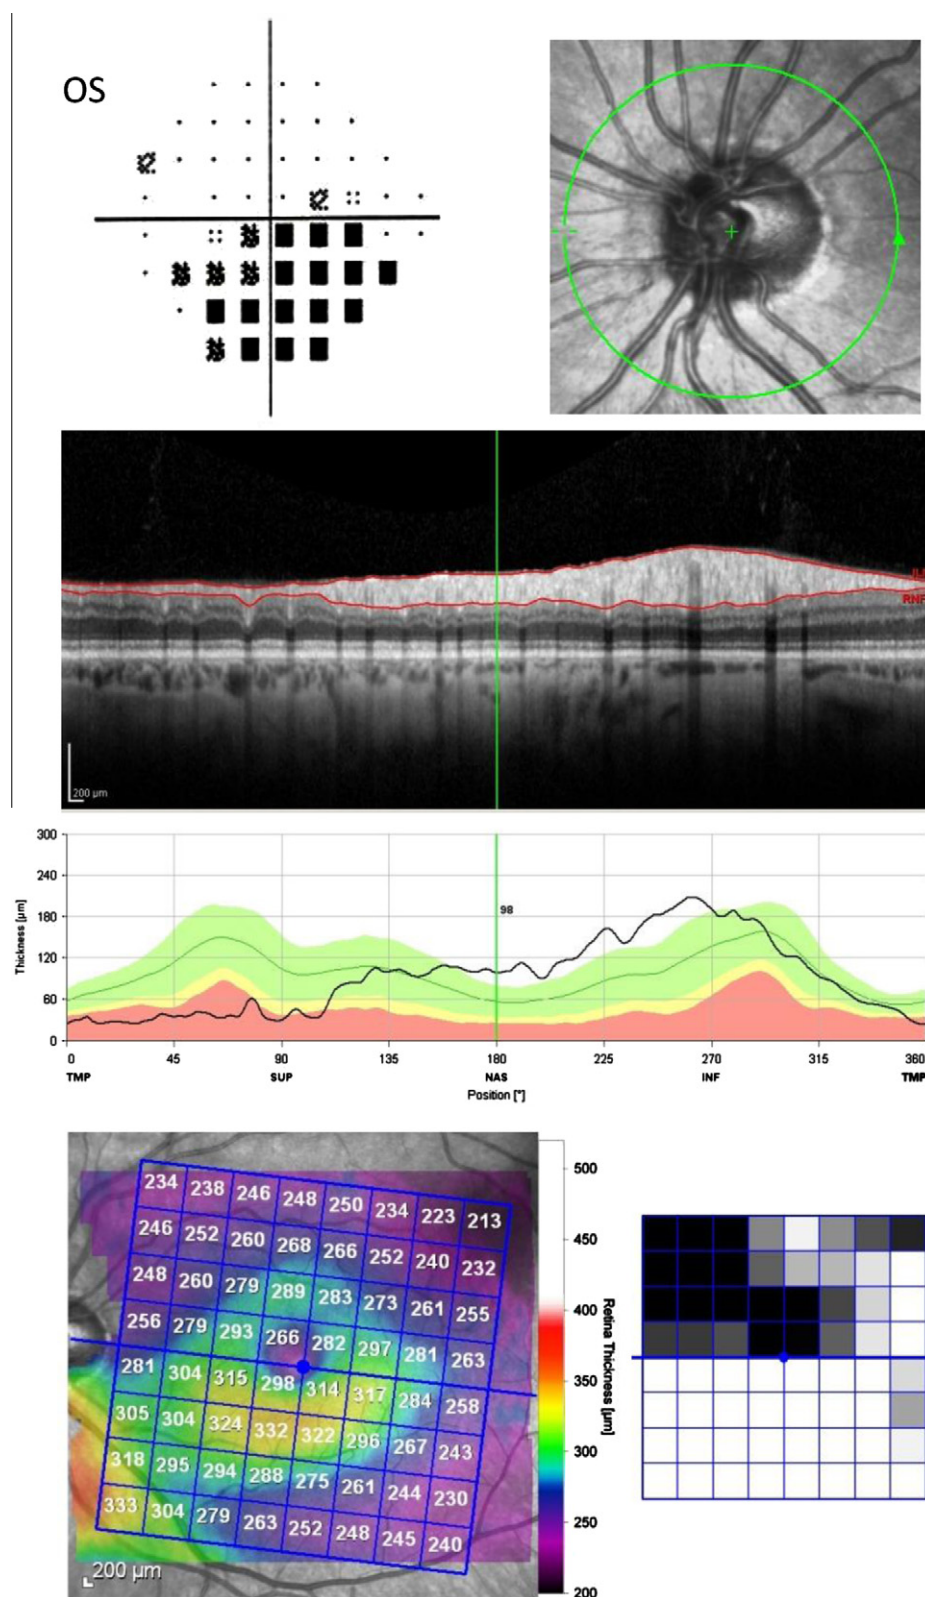 OS
ILM
RNFL
200 µm
300
240
180
120
60
0
Thickness [µm]
98
0 45 90 135 180 225 270 315 360
TMP SUP NAS INF TMP
Position [°]
234 238 246 248 250 234 223 213
246 252 260 268 266 252 240 232
248 260 279 289 283 273 261 255
256 279 293 266 282 297 281 263
281 304 315 298 314 317 284 258
305 304 324 332 322 296 267 243
318 295 294 288 275 261 244 230
333 304 279 263 252 248 245 240
200 µm
500
450
400
350
300
250
200
Retina Thickness [µm]